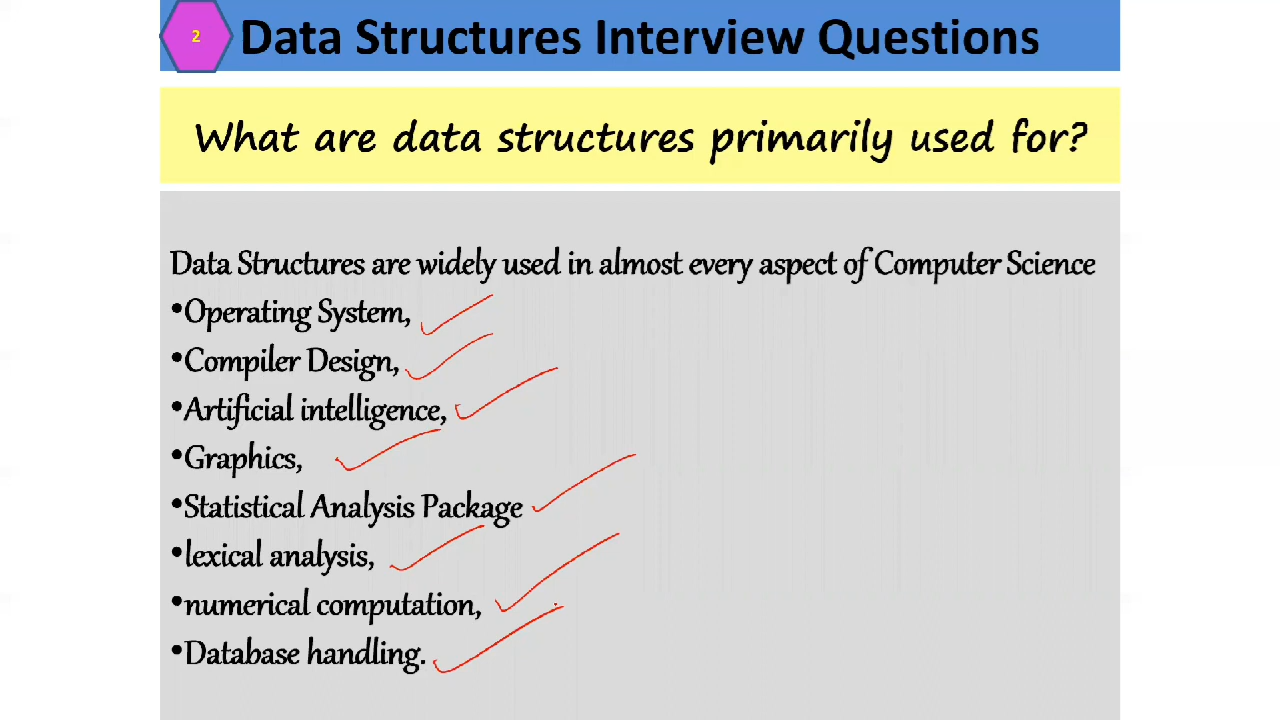 2
Data Structures Interview Questions
What are data structures primarily used for?
Data Structures are widely used in almost every aspect of Computer Science
•Operating System,
•Compiler Design,
•Artificial intelligence,
•Graphics,
•Statistical Analysis Package
•lexical analysis,
•numerical computation,
•Database handling.